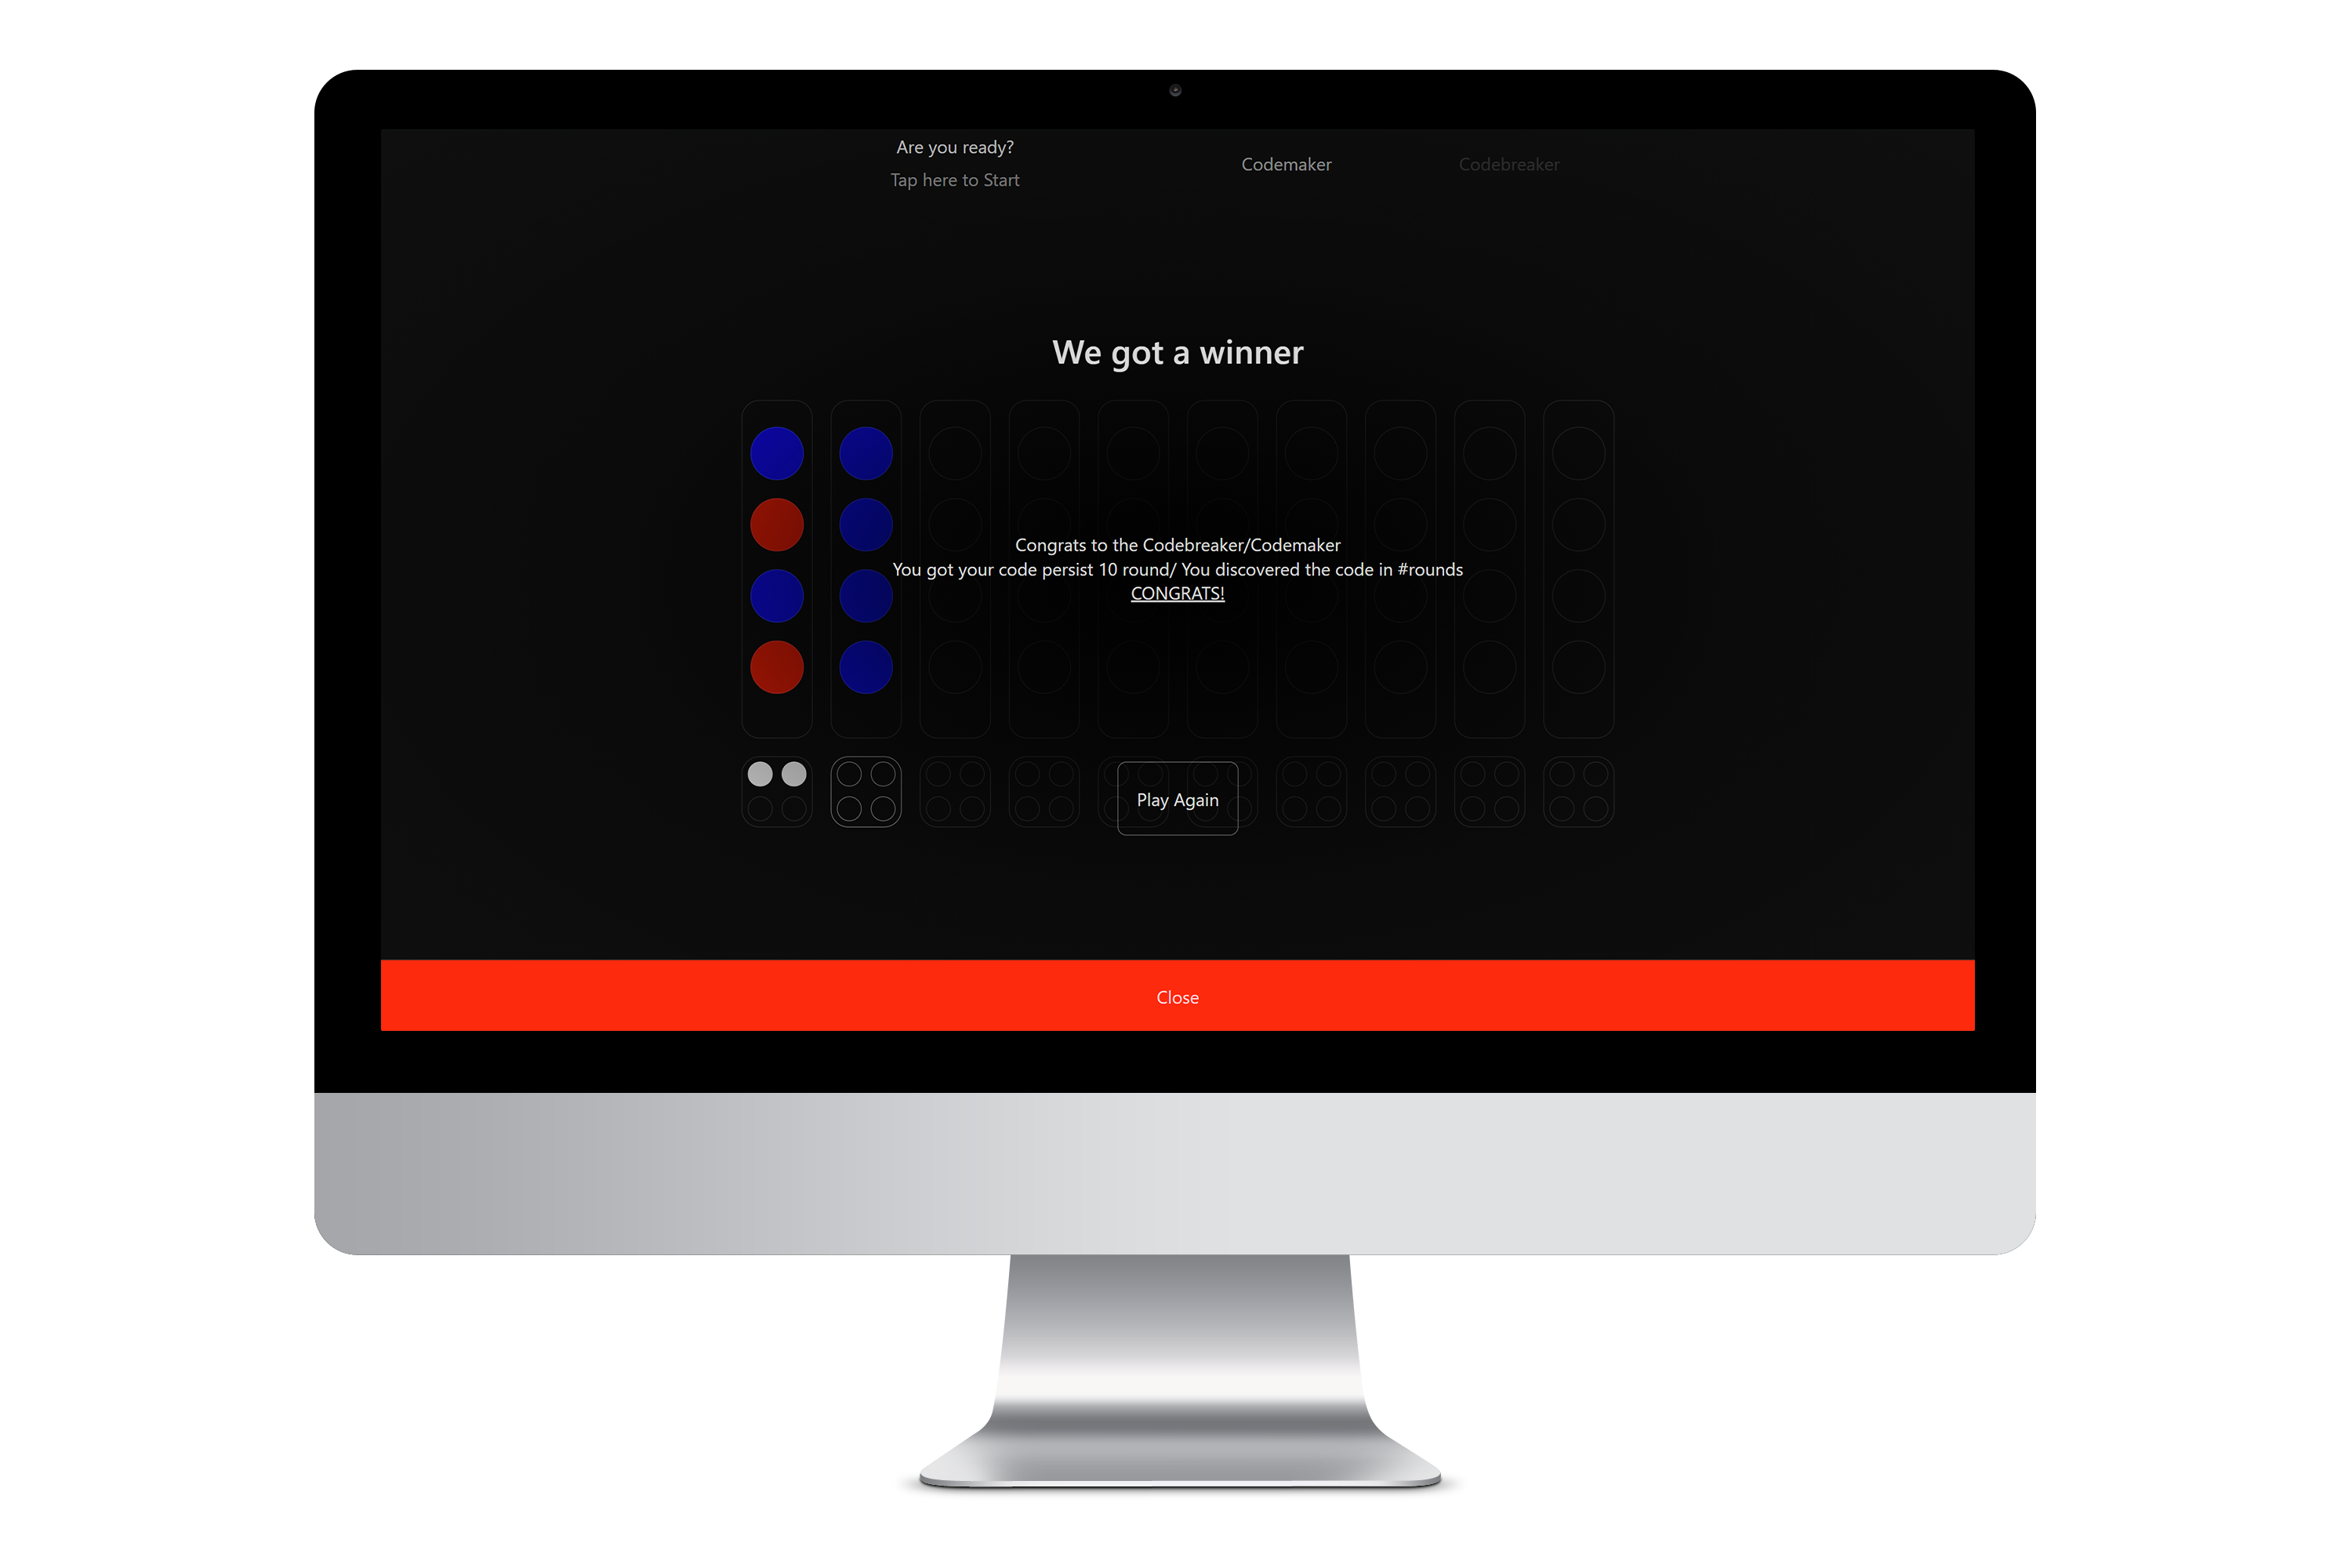 Are you ready?
Tap here to Start
Codemaker
Codebreaker
We got a winner
Congrats to the Codebreaker/Codemaker
You got your code persist 10 round/ You discovered the code in #rounds
CONGRATS!
Play Again
Close